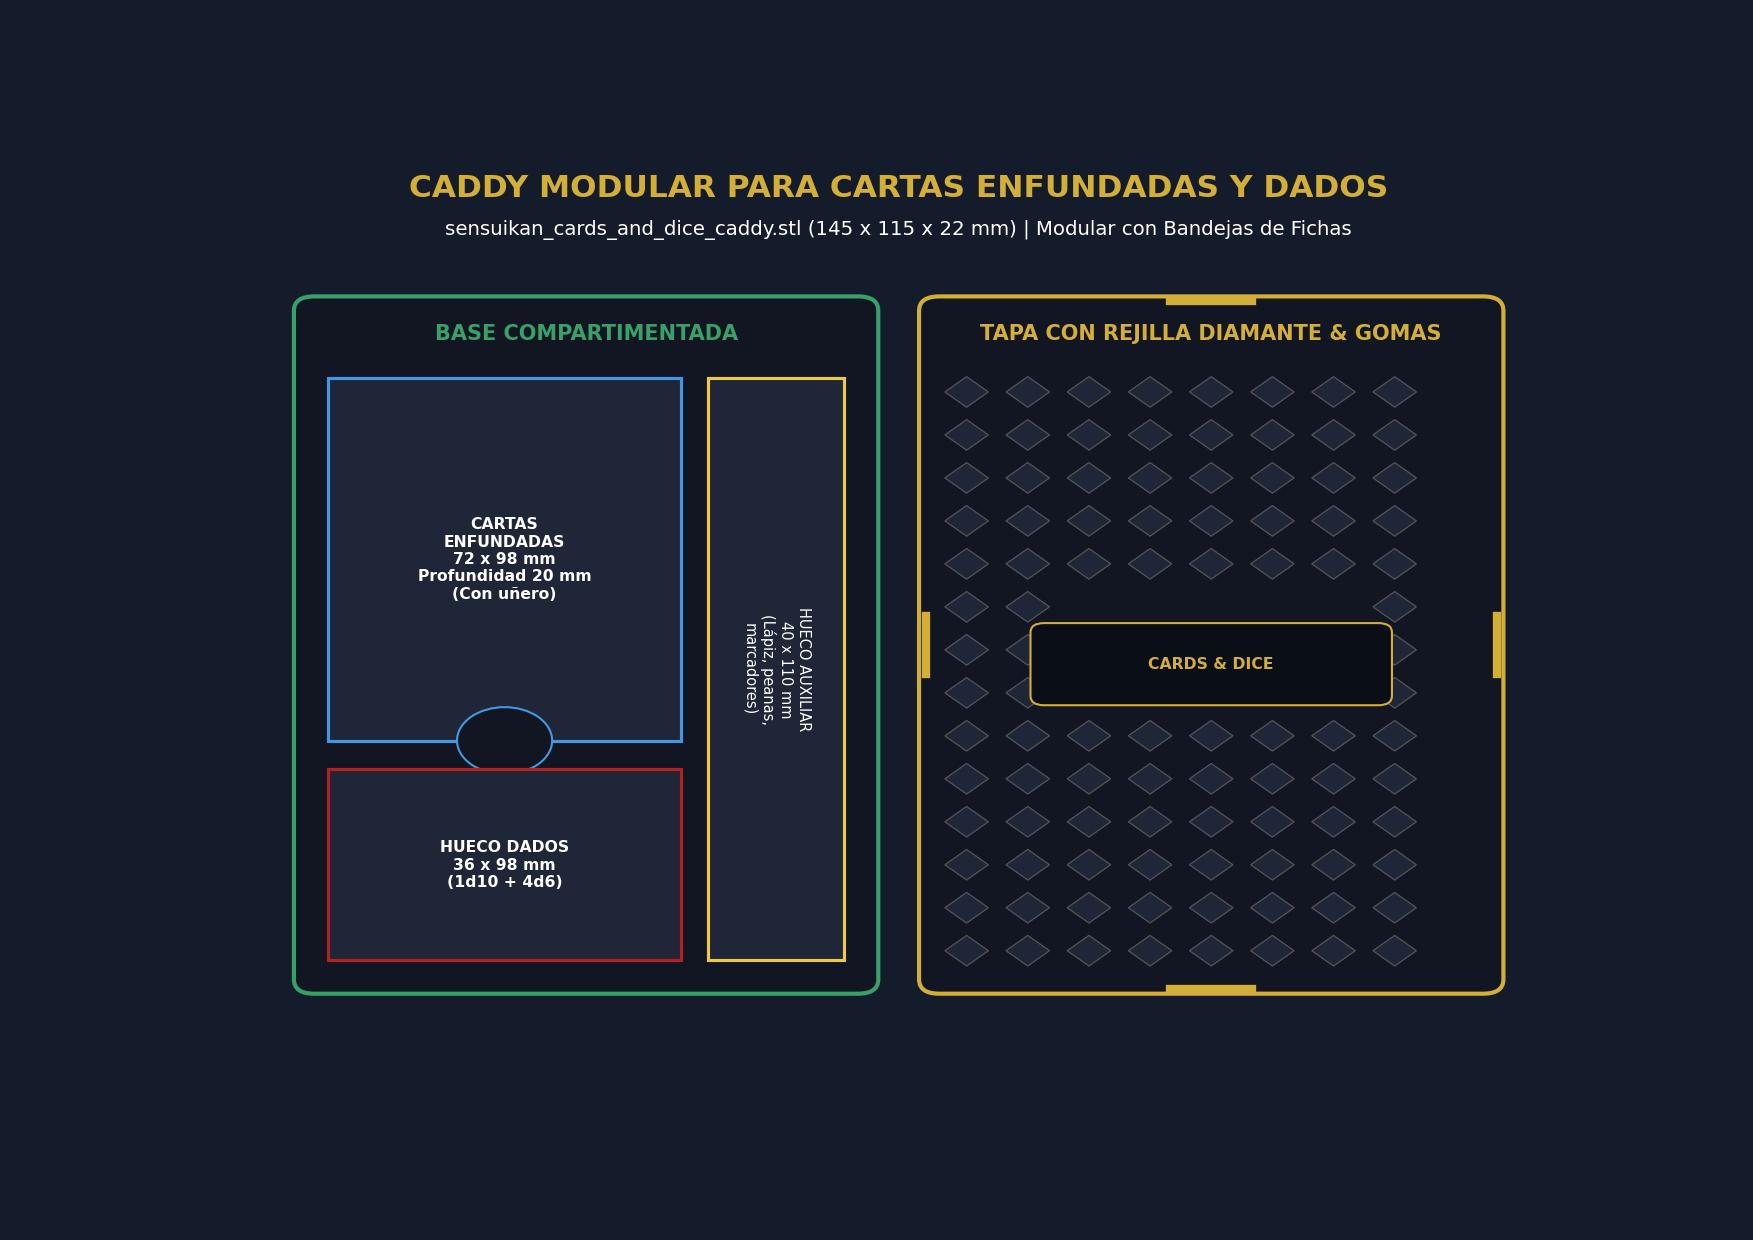 CADDY MODULAR PARA CARTAS ENFUNDADAS Y DADOS
sensuikan_cards_and_dice_caddy.stl (145 x 115 x 22 mm) | Modular con Bandejas de Fichas
BASE COMPARTIMENTADA
CARTAS
ENFUNDADAS
72 x 98 mm
Profundidad 20 mm
(Con uñero)
HUECO AUXILIAR
40 x 110 mm
(Lápiz, peanas,
marcadores)
HUECO DADOS
36 x 98 mm
(1d10 + 4d6)
TAPA CON REJILLA DIAMANTE & GOMAS
CARDS & DICE